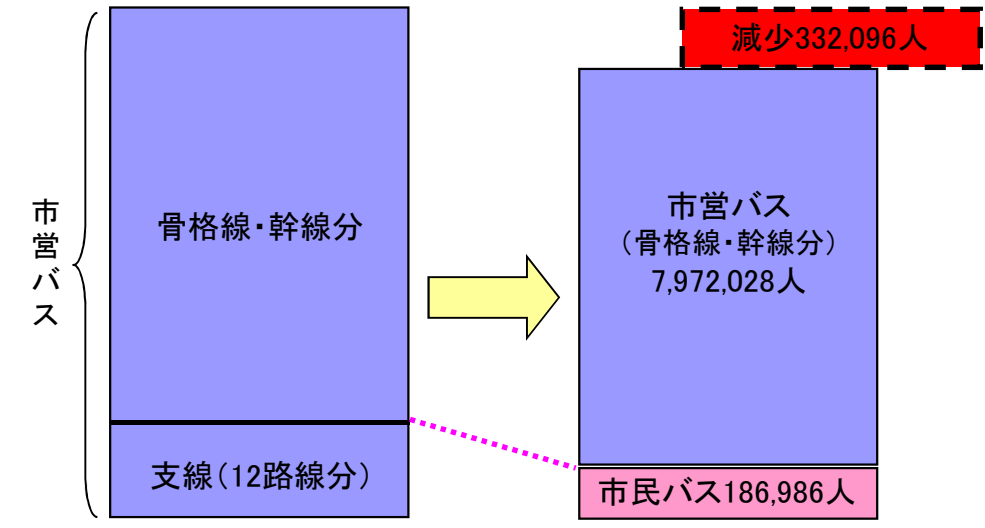 市営バス
骨格線・幹線分
支線(12路線分)
減少332,096人
市営バス
(骨格線・幹線分)
7,972,028人
市民バス186,986人